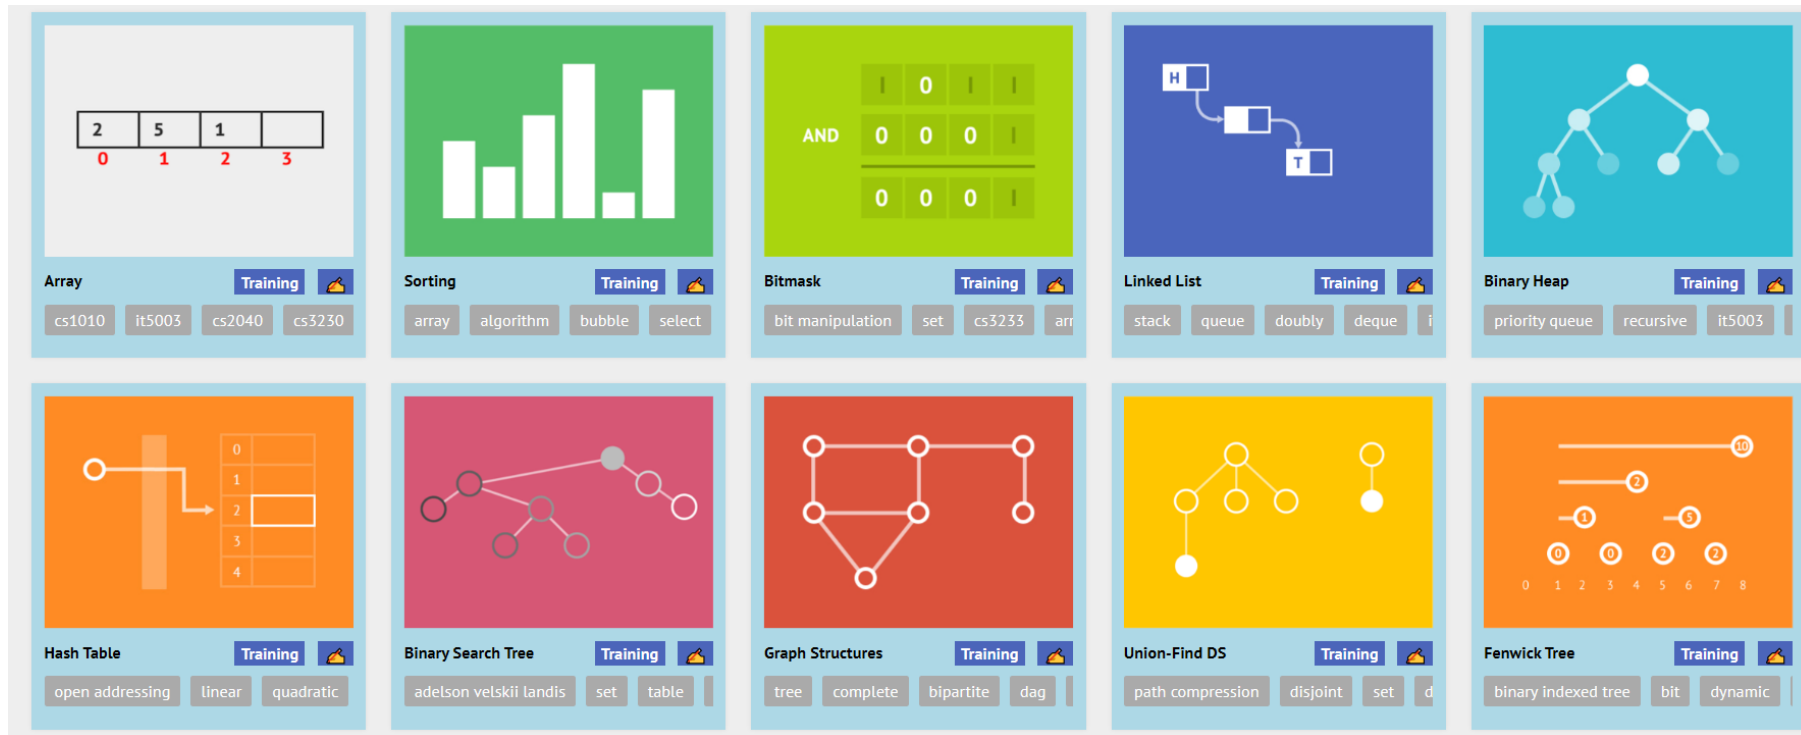 2 5 1
0 1 2 3
Array Training
cs1010 it5003 cs2040 cs3230
Sorting Training
array algorithm bubble select
I 0 I I
AND 0 0 0 I
0 0 0 I
Bitmask Training
bit manipulation set cs3233
H
T
Linked List Training
stack queue doubly deque
Binary Heap Training
priority queue recursive it5003
0
1
2
3
4
Hash Table Training
open addressing linear quadratic
Binary Search Tree Training
adelson velskii landis set table
Graph Structures Training
tree complete bipartite dag
Union-Find DS Training
path compression disjoint set
10
2
1 5
0 0 2 2
0 1 2 3 4 5 6 7 8
Fenwick Tree Training
binary indexed tree bit dynamic